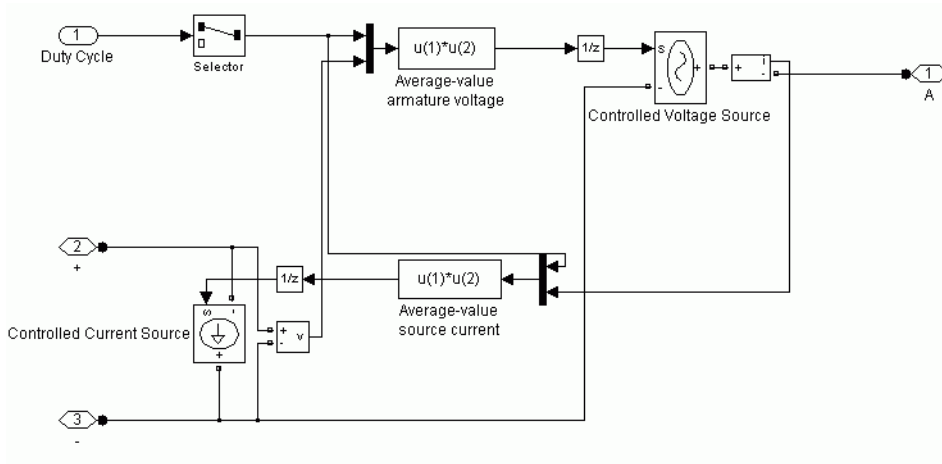 1
Duty Cycle
Selector
u(1)*u(2)
Average-value
armature voltage
1/z
s
+
-
Controlled Voltage Source
+
i
-
1
A
2
+
1/z
u(1)*u(2)
Average-value
source current
s
-
+
Controlled Current Source
+
-
v
3
-